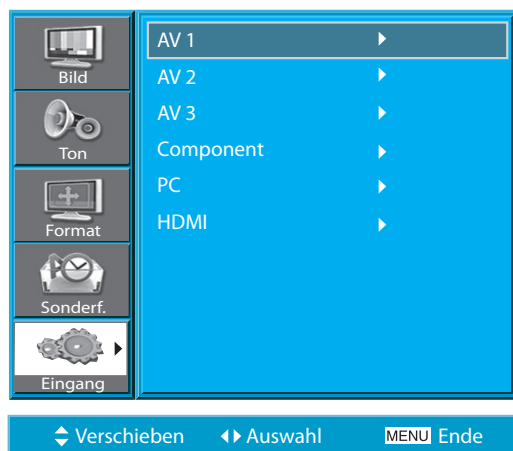 Bild
Ton
Format
Sonderf.
Eingang
AV 1
AV 2
AV 3
Component
PC
HDMI
Verschieben Auswahl MENU Ende